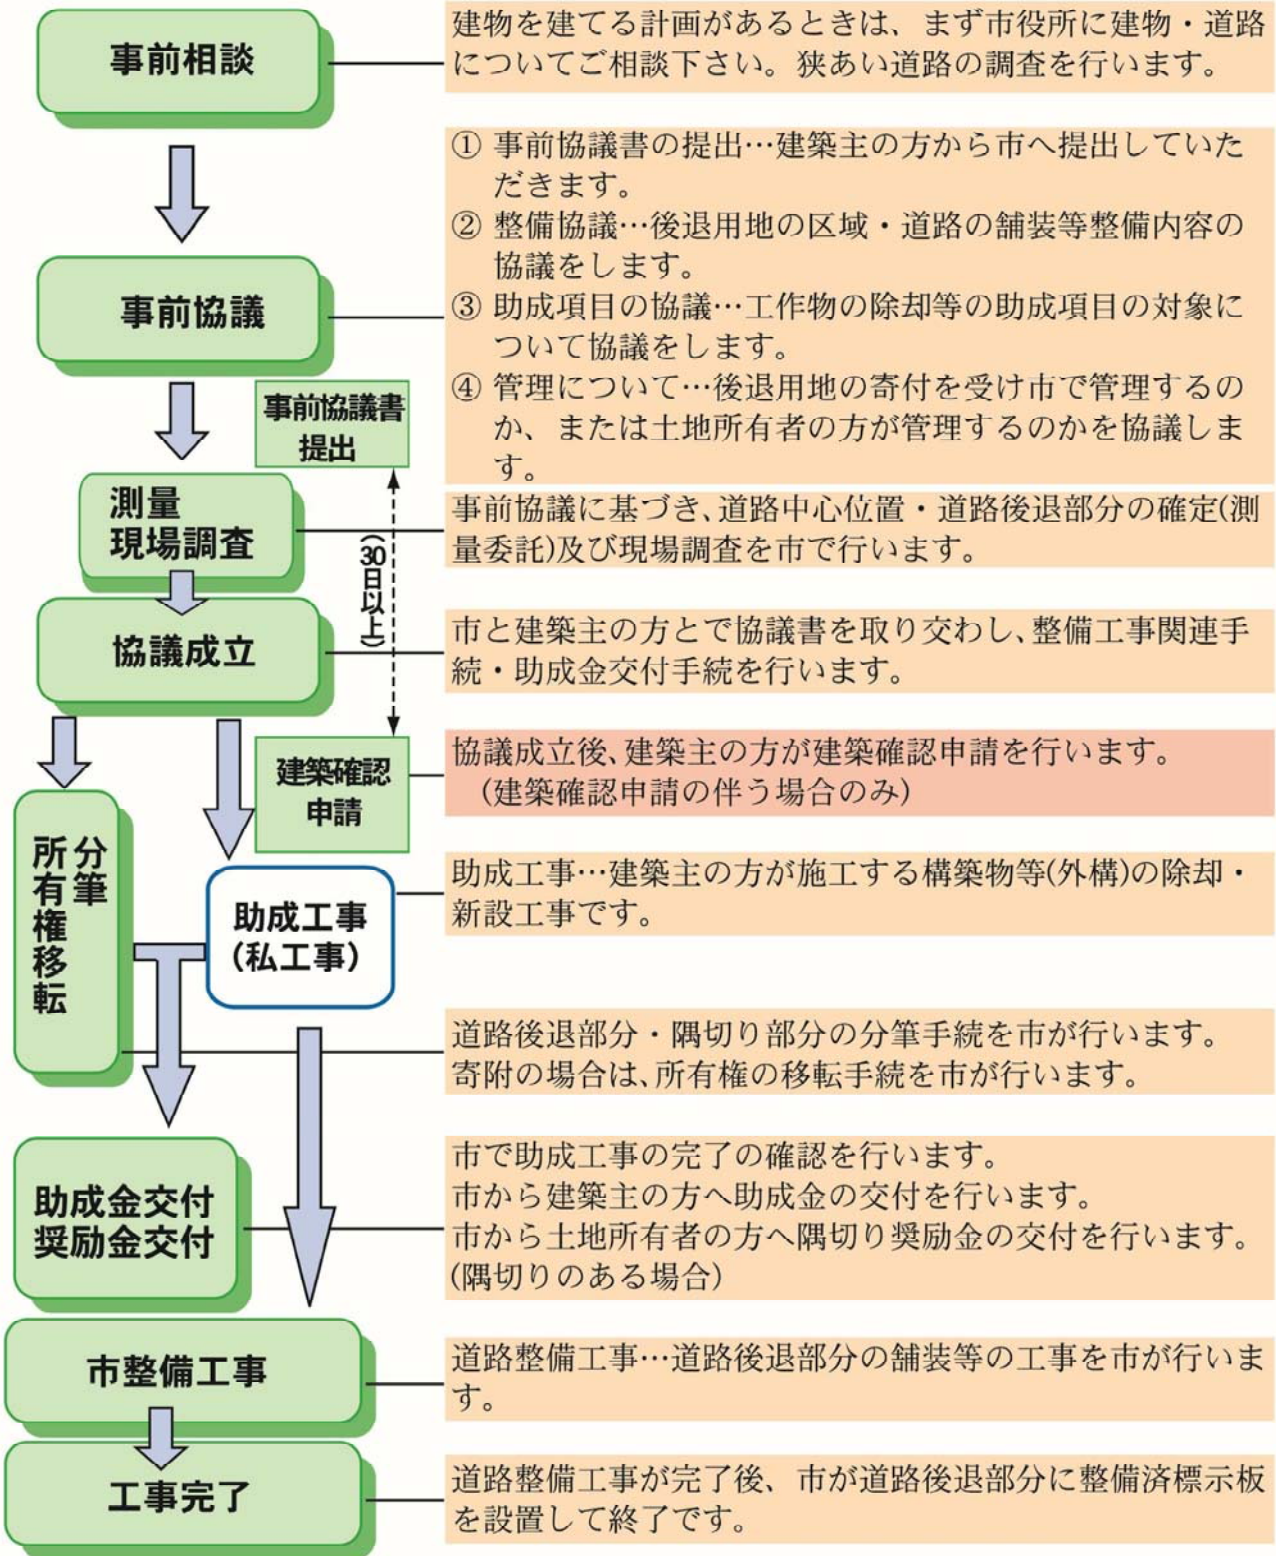 事前相談
建物を建てる計画があるときは、まず市役所に建物・道路
についてご相談下さい。狭あい道路の調査を行います。
事前協議
① 事前協議書の提出…建築主の方から市へ提出していた
だきます。
② 整備協議…後退用地の区域・道路の舗装等整備内容の
協議をします。
③ 助成項目の協議…工作物の除却等の助成項目の対象に
ついて協議をします。
④ 管理について…後退用地の寄付を受け市で管理するの
か、または土地所有者の方が管理するのかを協議しま
す。
事前協議書
提出
(30日以上)
測量
現場調査
事前協議に基づき、道路中心位置・道路後退部分の確定(測
量委託)及び現場調査を市で行います。
協議成立
市と建築主の方とで協議書を取り交わし、整備工事関連手
続・助成金交付手続を行います。
建築確認
申請
協議成立後、建築主の方が建築確認申請を行います。
(建築確認申請の伴う場合のみ)
分筆
所有権移転
助成工事
(私工事)
助成工事…建築主の方が施工する構築物等(外構)の除却・
新設工事です。
道路後退部分・隅切り部分の分筆手続を市が行います。
寄附の場合は、所有権の移転手続を市が行います。
助成金交付
奨励金交付
市で助成工事の完了の確認を行います。
市から建築主の方へ助成金の交付を行います。
市から土地所有者の方へ隅切り奨励金の交付を行います。
(隅切りのある場合)
市整備工事
道路整備工事…道路後退部分の舗装等の工事を市が行いま
す。
工事完了
道路整備工事が完了後、市が道路後退部分に整備済標示板
を設置して終了です。